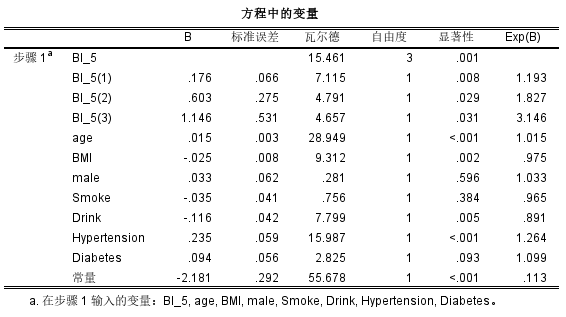 方程中的变量
B 标准误差 瓦尔德 自由度 显著性 Exp(B)
步骤 1a BI_5 15.461 3 .001
BI_5(1) .176 .066 7.115 1 .008 1.193
BI_5(2) .603 .275 4.791 1 .029 1.827
BI_5(3) 1.146 .531 4.657 1 .031 3.146
age .015 .003 28.949 1 <.001 1.015
BMI -.025 .008 9.312 1 .002 .975
male .033 .062 .281 1 .596 1.033
Smoke -.035 .041 .756 1 .384 .965
Drink -.116 .042 7.799 1 .005 .891
Hypertension .235 .059 15.987 1 <.001 1.264
Diabetes .094 .056 2.825 1 .093 1.099
常量 -2.181 .292 55.678 1 <.001 .113
a. 在步骤 1 输入的变量：BI_5, age, BMI, male, Smoke, Drink, Hypertension, Diabetes。